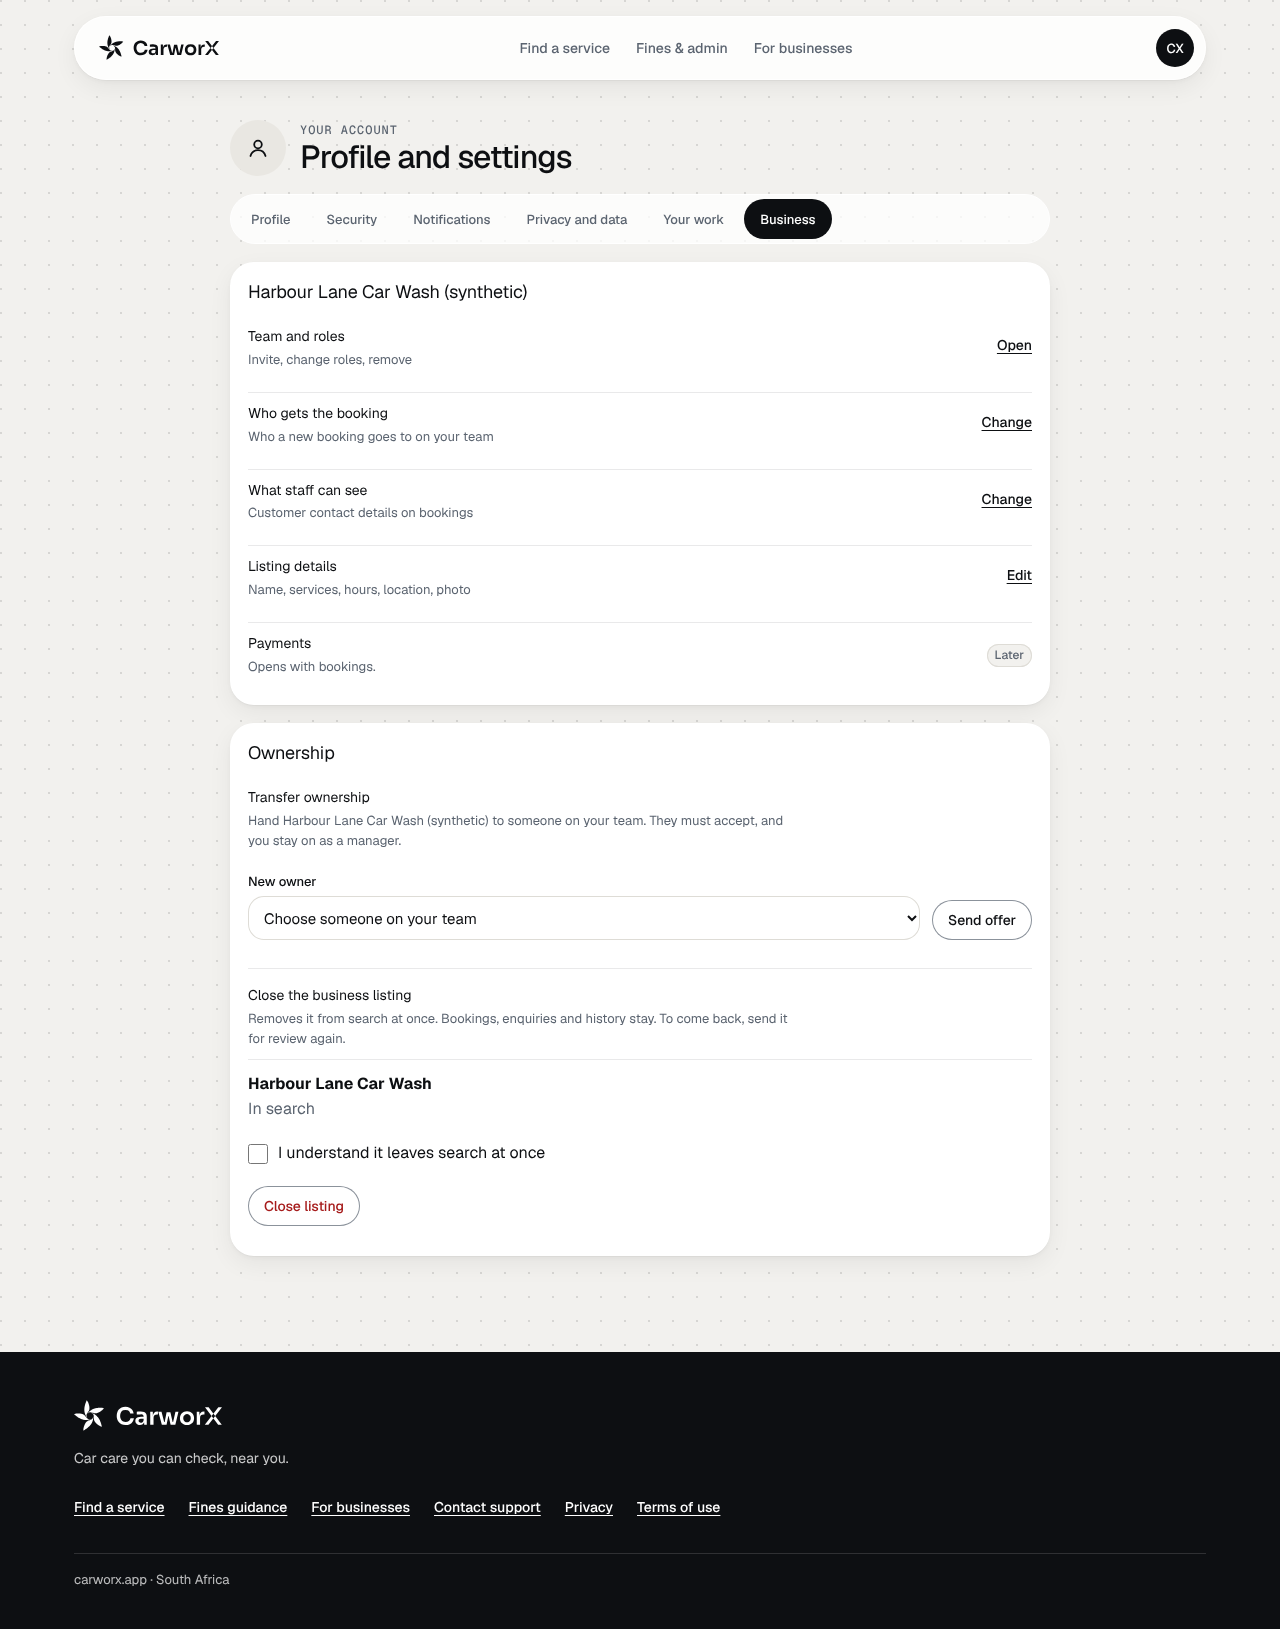 CarworX
Find a service
Fines & admin
For businesses
CX
YOUR ACCOUNT
Profile and settings
Profile
Security
Notifications
Privacy and data
Your work
Business
Harbour Lane Car Wash (synthetic)
Team and roles
Invite, change roles, remove
Open
Who gets the booking
Who a new booking goes to on your team
Change
What staff can see
Customer contact details on bookings
Change
Listing details
Name, services, hours, location, photo
Edit
Payments
Opens with bookings.
Later
Ownership
Transfer ownership
Hand Harbour Lane Car Wash (synthetic) to someone on your team. They must accept, and
you stay on as a manager.
New owner
Choose someone on your team
Send offer
Close the business listing
Removes it from search at once. Bookings, enquiries and history stay. To come back, send it
for review again.
Harbour Lane Car Wash
In search
I understand it leaves search at once
Close listing
CarworX
Car care you can check, near you.
Find a service
Fines guidance
For businesses
Contact support
Privacy
Terms of use
carworx.app · South Africa